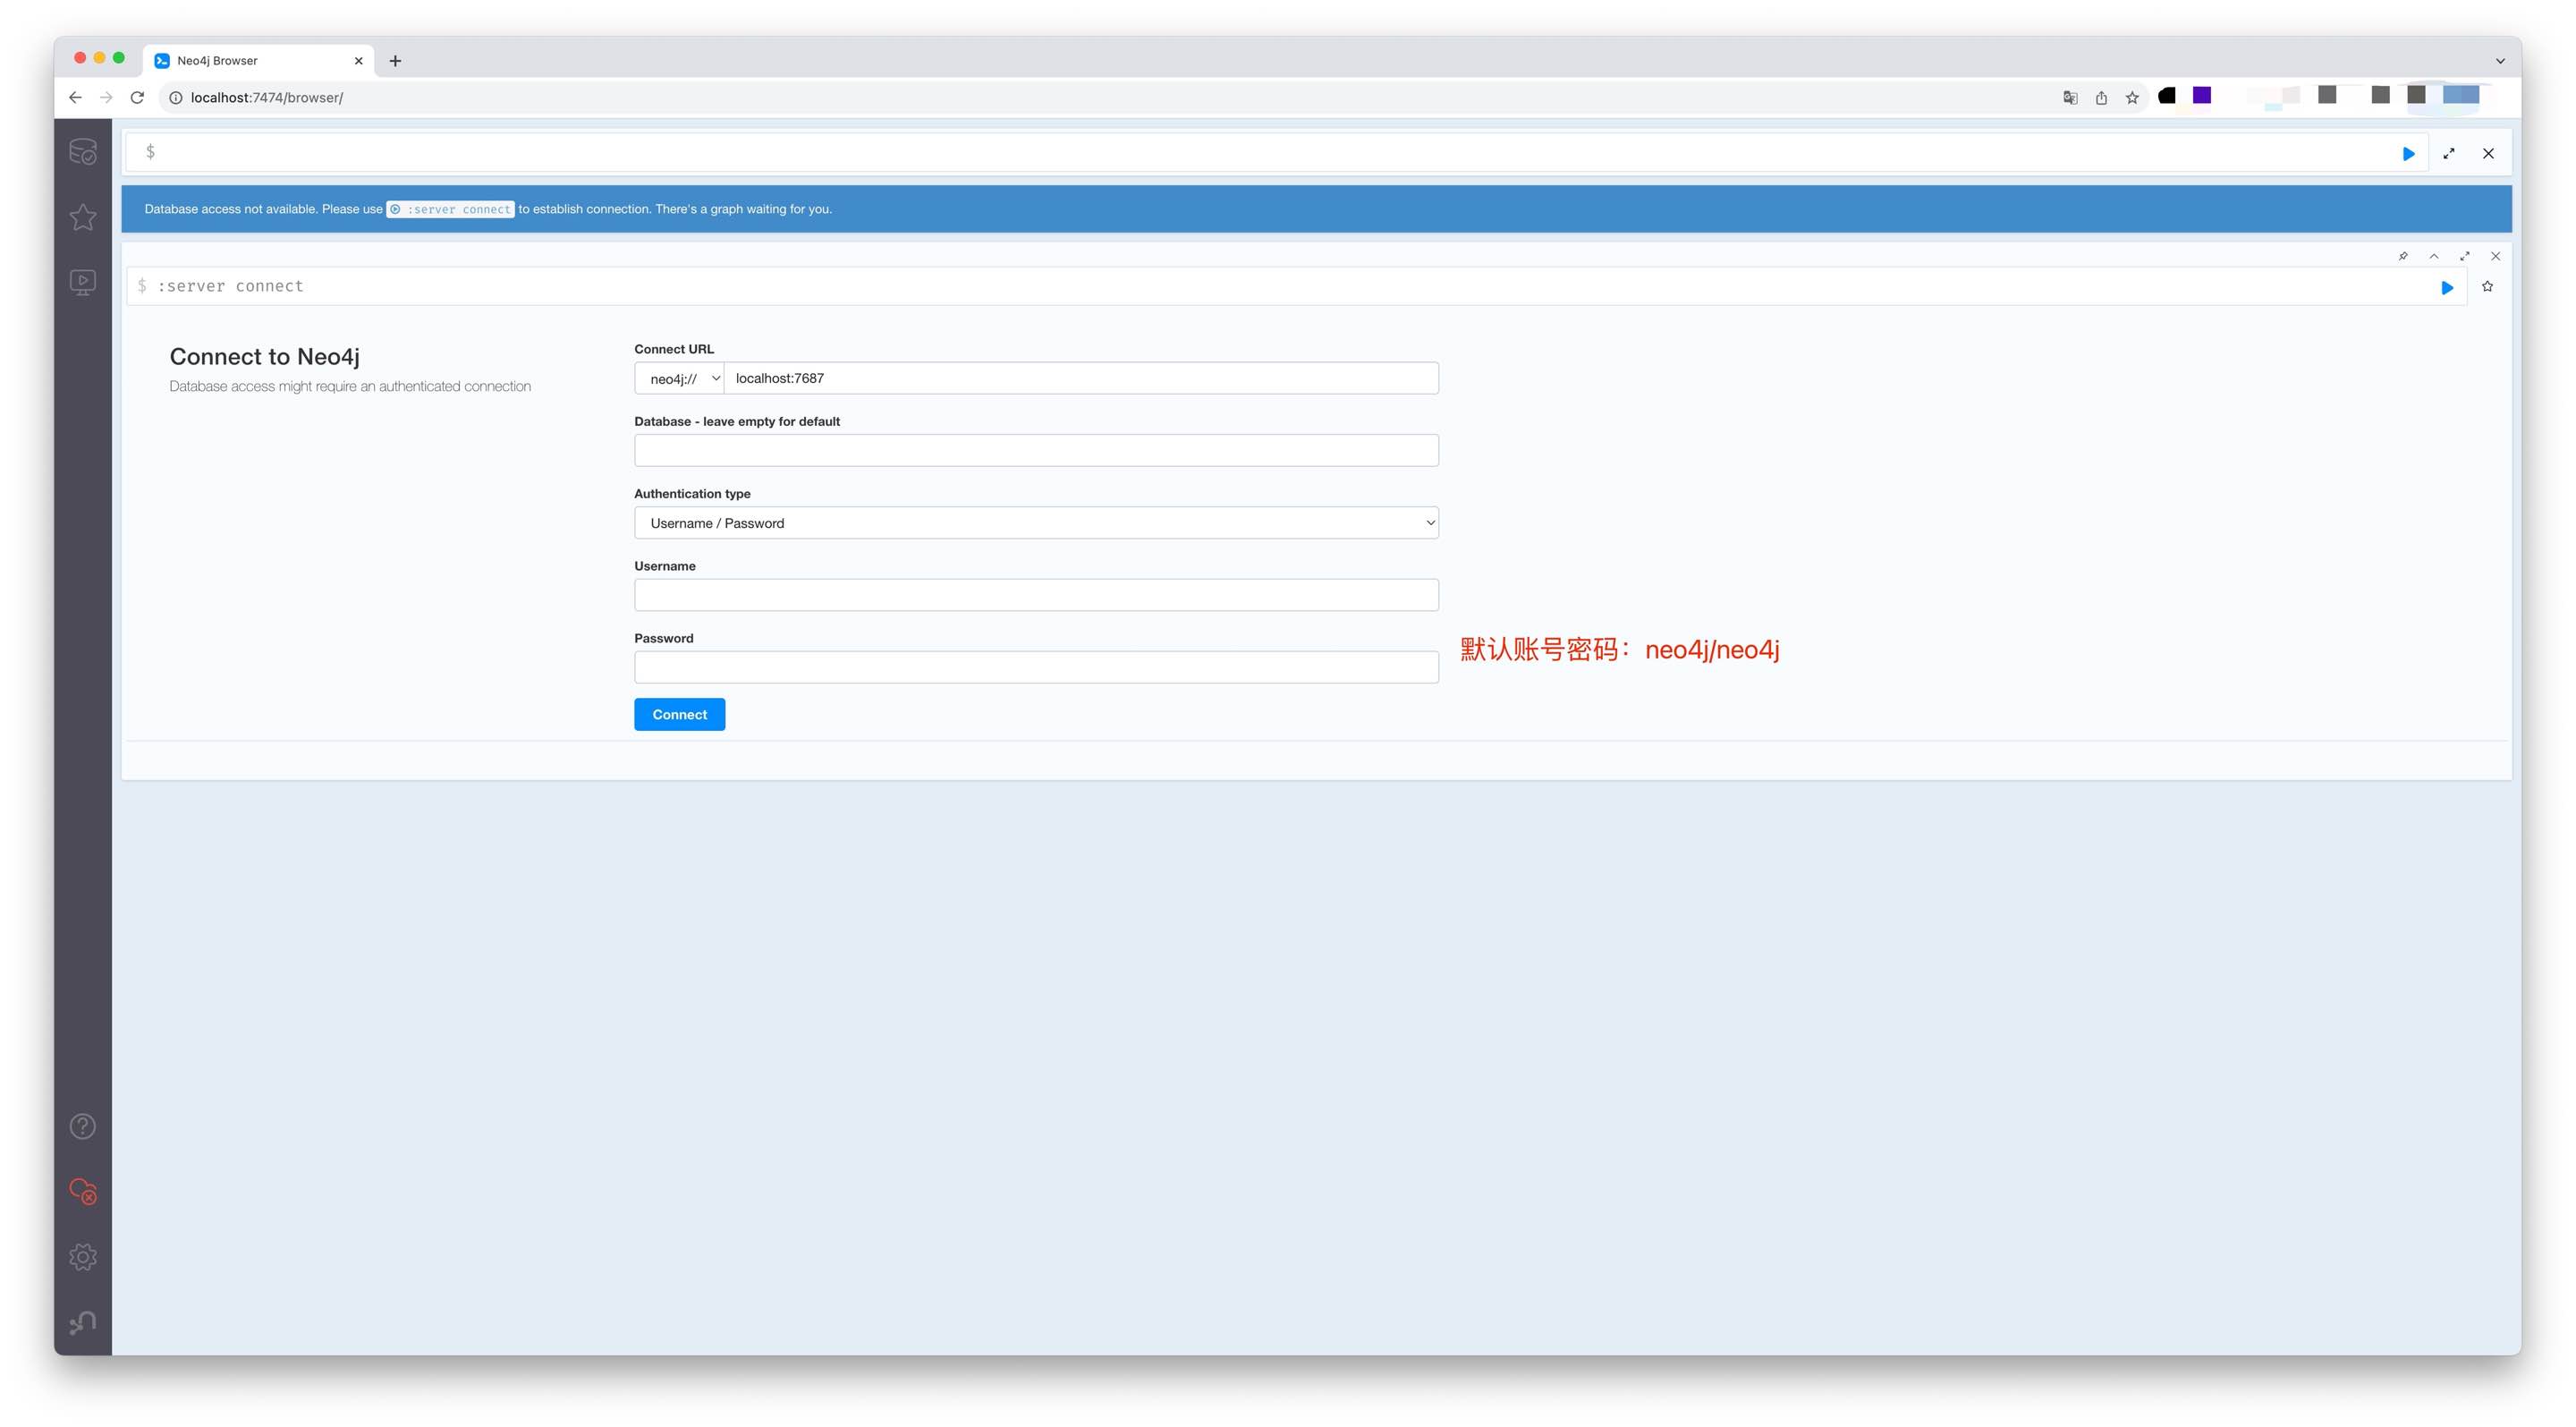 Neo4j Browser
localhost:7474/browser/
$
Database access not available. Please use :server connect to establish connection. There's a graph waiting for you.
$ :server connect
Connect to Neo4j
Database access might require an authenticated connection
Connect URL
neo4j:// localhost:7687
Database - leave empty for default
Authentication type
Username / Password
Username
Password
默认账号密码：neo4j/neo4j
Connect